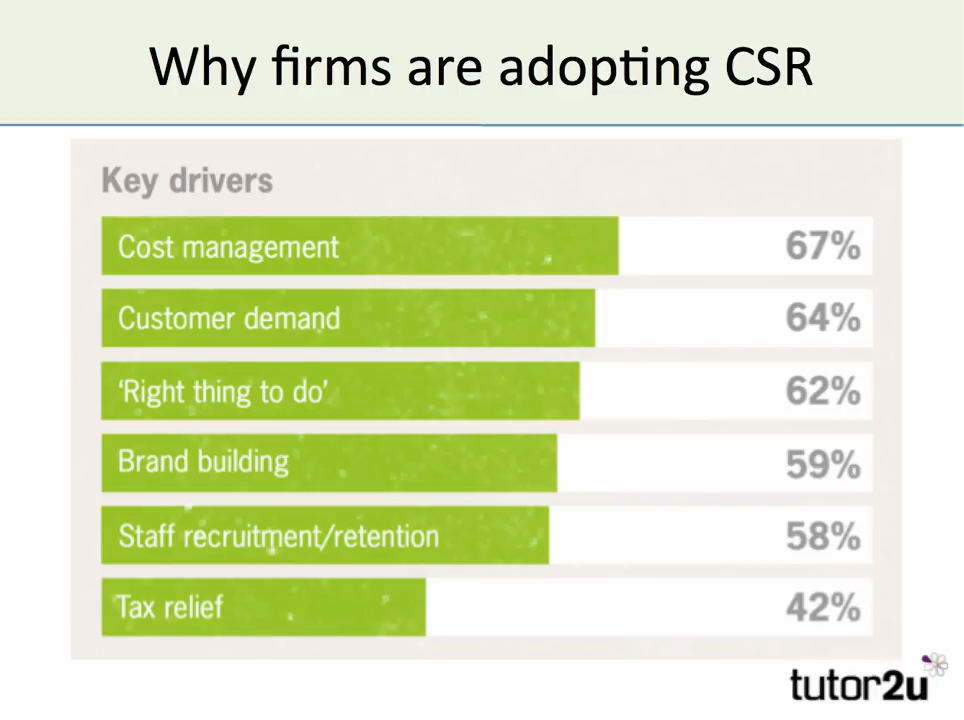 Why firms are adopting CSR
Key drivers
Cost management 67%
Customer demand 64%
‘Right thing to do’ 62%
Brand building 59%
Staff recruitment/retention 58%
Tax relief 42%
tutor2u